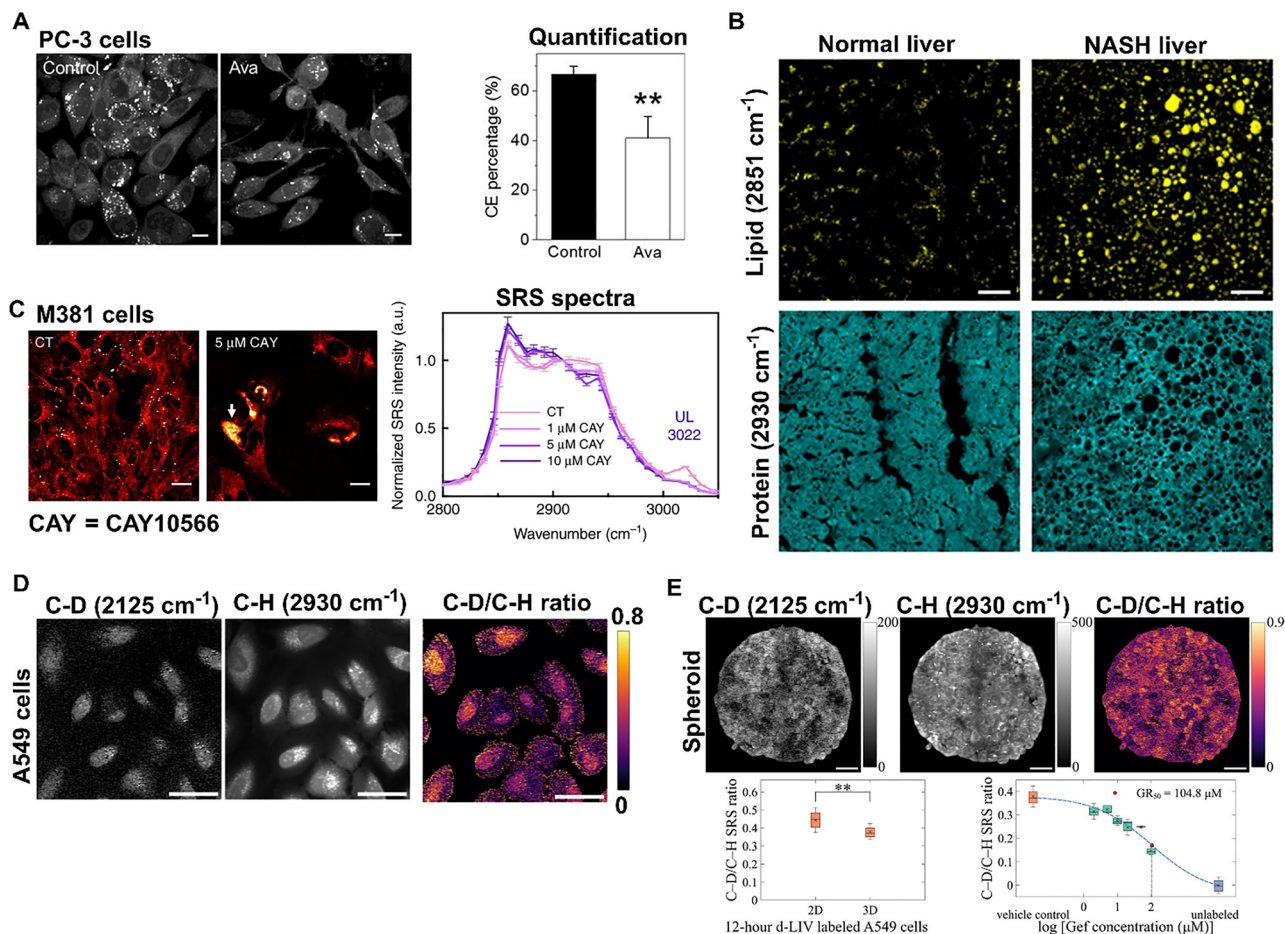 A
PC-3 cells
Control
Ava
Quantification
CE percentage (%)
60
40
20
0
**
Control
Ava
B
Normal liver
NASH liver
Lipid (2851 cm⁻¹)
Protein (2930 cm⁻¹)
C
M381 cells
CT
5 μM CAY
CAY = CAY10566
SRS spectra
Normalized SRS intensity (a.u.)
1.0
0.5
0.0
CT
1 μM CAY
5 μM CAY
10 μM CAY
UL
3022
2800
2900
3000
Wavenumber (cm⁻¹)
D
C-D (2125 cm⁻¹)
C-H (2930 cm⁻¹)
C-D/C-H ratio
A549 cells
0.8
0
E
C-D (2125 cm⁻¹)
C-H (2930 cm⁻¹)
C-D/C-H ratio
Spheroid
200
0
500
0
0.9
0
C–D/C–H SRS ratio
0.6
0.5
0.4
0.3
0.2
0.1
0
**
2D
3D
12-hour d-LIV labeled A549 cells
C–D/C–H SRS ratio
0.4
0.3
0.2
0.1
0
GR₅₀ = 104.8 μM
vehicle control
0
1
2
unlabeled
log [Gef concentration (μM)]